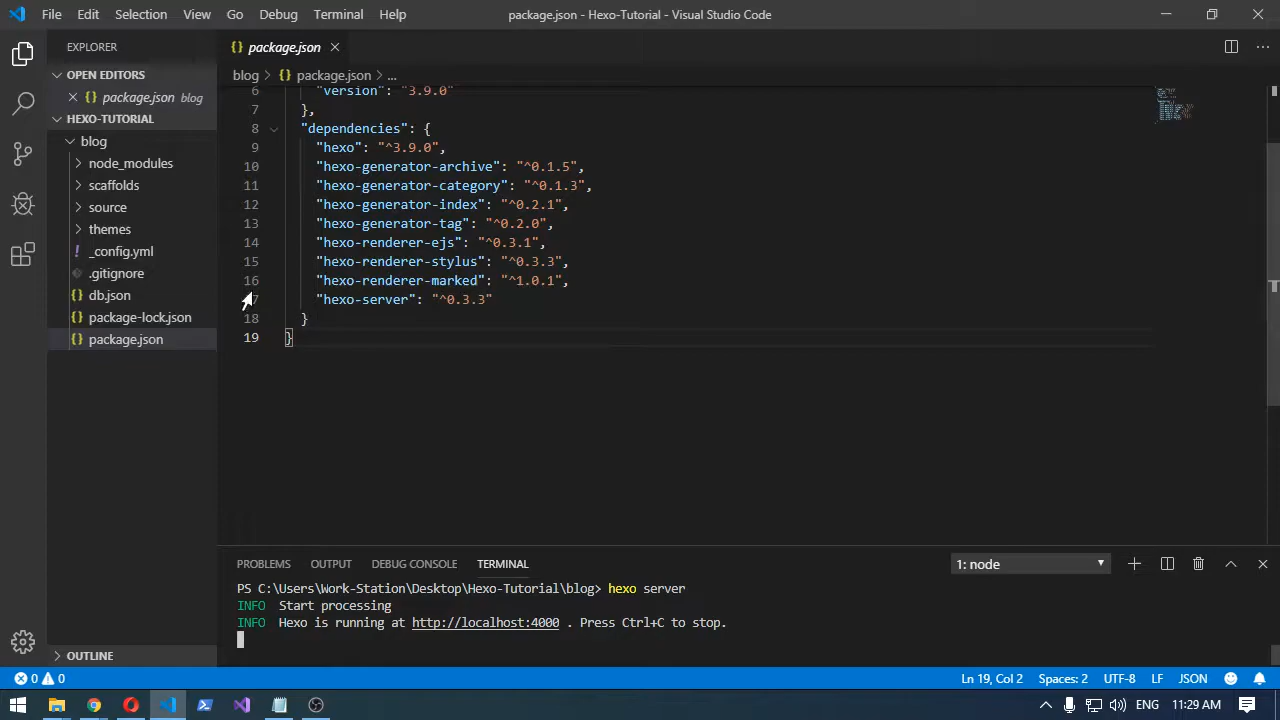 File Edit Selection View Go Debug Terminal Help
package.json - Hexo-Tutorial - Visual Studio Code
EXPLORER
OPEN EDITORS
package.json blog
HEXO-TUTORIAL
blog
node_modules
scaffolds
source
themes
_config.yml
.gitignore
db.json
package-lock.json
package.json
OUTLINE
package.json
blog > package.json > ...
6 "version": "3.9.0"
7 },
8 "dependencies": {
9 "hexo": "^3.9.0",
10 "hexo-generator-archive": "^0.1.5",
11 "hexo-generator-category": "^0.1.3",
12 "hexo-generator-index": "^0.2.1",
13 "hexo-generator-tag": "^0.2.0",
14 "hexo-renderer-ejs": "^0.3.1",
15 "hexo-renderer-stylus": "^0.3.3",
16 "hexo-renderer-marked": "^1.0.1",
17 "hexo-server": "^0.3.3"
18 }
19 }
PROBLEMS OUTPUT DEBUG CONSOLE TERMINAL
1: node
PS C:\Users\Work-Station\Desktop\Hexo-Tutorial\blog> hexo server
INFO Start processing
INFO Hexo is running at http://localhost:4000 . Press Ctrl+C to stop.
0 0
Ln 19, Col 2 Spaces: 2 UTF-8 LF JSON
ENG 11:29 AM